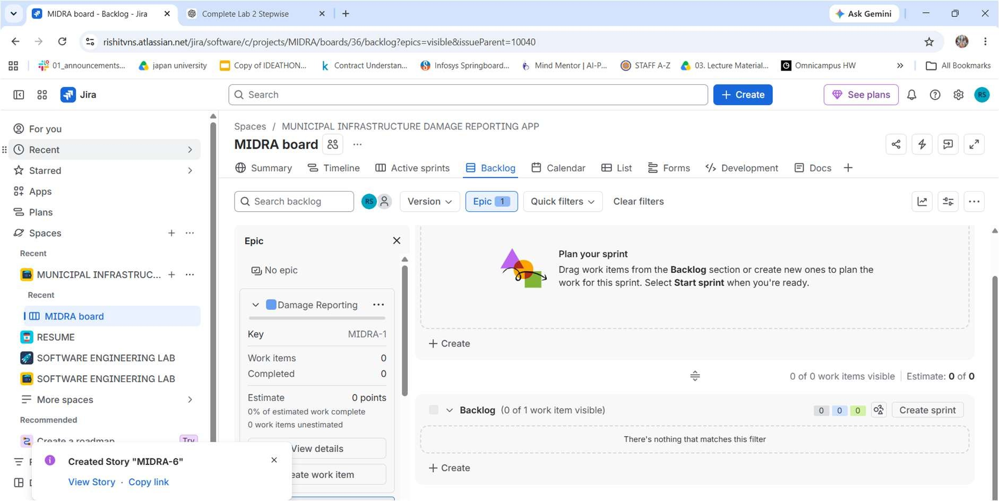 MIDRA board - Backlog - Jira
Complete Lab 2 Stepwise
Ask Gemini
rishitvns.atlassian.net/jira/software/c/projects/MIDRA/boards/36/backlog?epics=visible&issueParent=10040
01_announcements...
japan university
Copy of IDEATHON...
Contract Understan...
Infosys Springboard...
Mind Mentor | AI-P...
STAFF A-Z
03. Lecture Material...
Omnicampus HW
All Bookmarks
Jira
Search
Create
See plans
RS
For you
Recent
Starred
Apps
Plans
Spaces
Recent
MUNICIPAL INFRASTRUC...
Recent
MIDRA board
RESUME
SOFTWARE ENGINEERING LAB
SOFTWARE ENGINEERING LAB
More spaces
Recommended
Create a roadmap
Try
Created Story "MIDRA-6"
View Story · Copy link
Spaces / MUNICIPAL INFRASTRUCTURE DAMAGE REPORTING APP
MIDRA board
Summary
Timeline
Active sprints
Backlog
Calendar
List
Forms
Development
Docs
Search backlog
RS
Version
Epic 1
Quick filters
Clear filters
Epic
No epic
Damage Reporting
Key MIDRA-1
Work items 0
Completed 0
Estimate 0 points
0% of estimated work complete
0 work items unestimated
View details
eate work item
Plan your sprint
Drag work items from the Backlog section or create new ones to plan the
work for this sprint. Select Start sprint when you're ready.
Create
0 of 0 work items visible
Estimate: 0 of 0
Backlog (0 of 1 work item visible)
0 0 0
Create sprint
There's nothing that matches this filter
Create